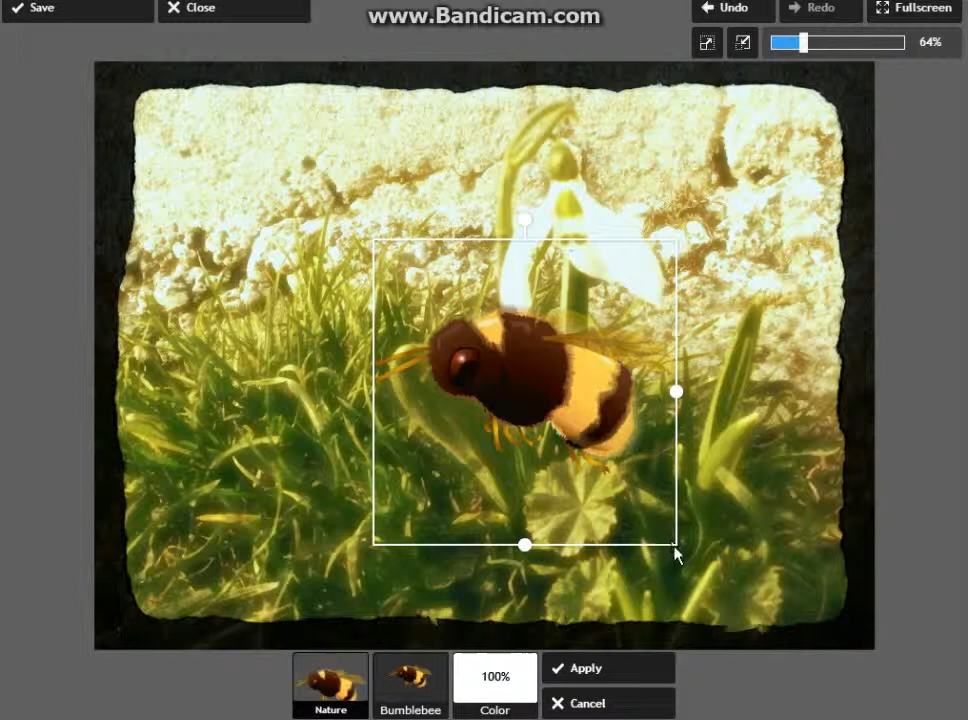 Save
Close
www.Bandicam.com
Undo
Redo
Fullscreen
64%
Nature
Bumblebee
100%
Color
Apply
Cancel